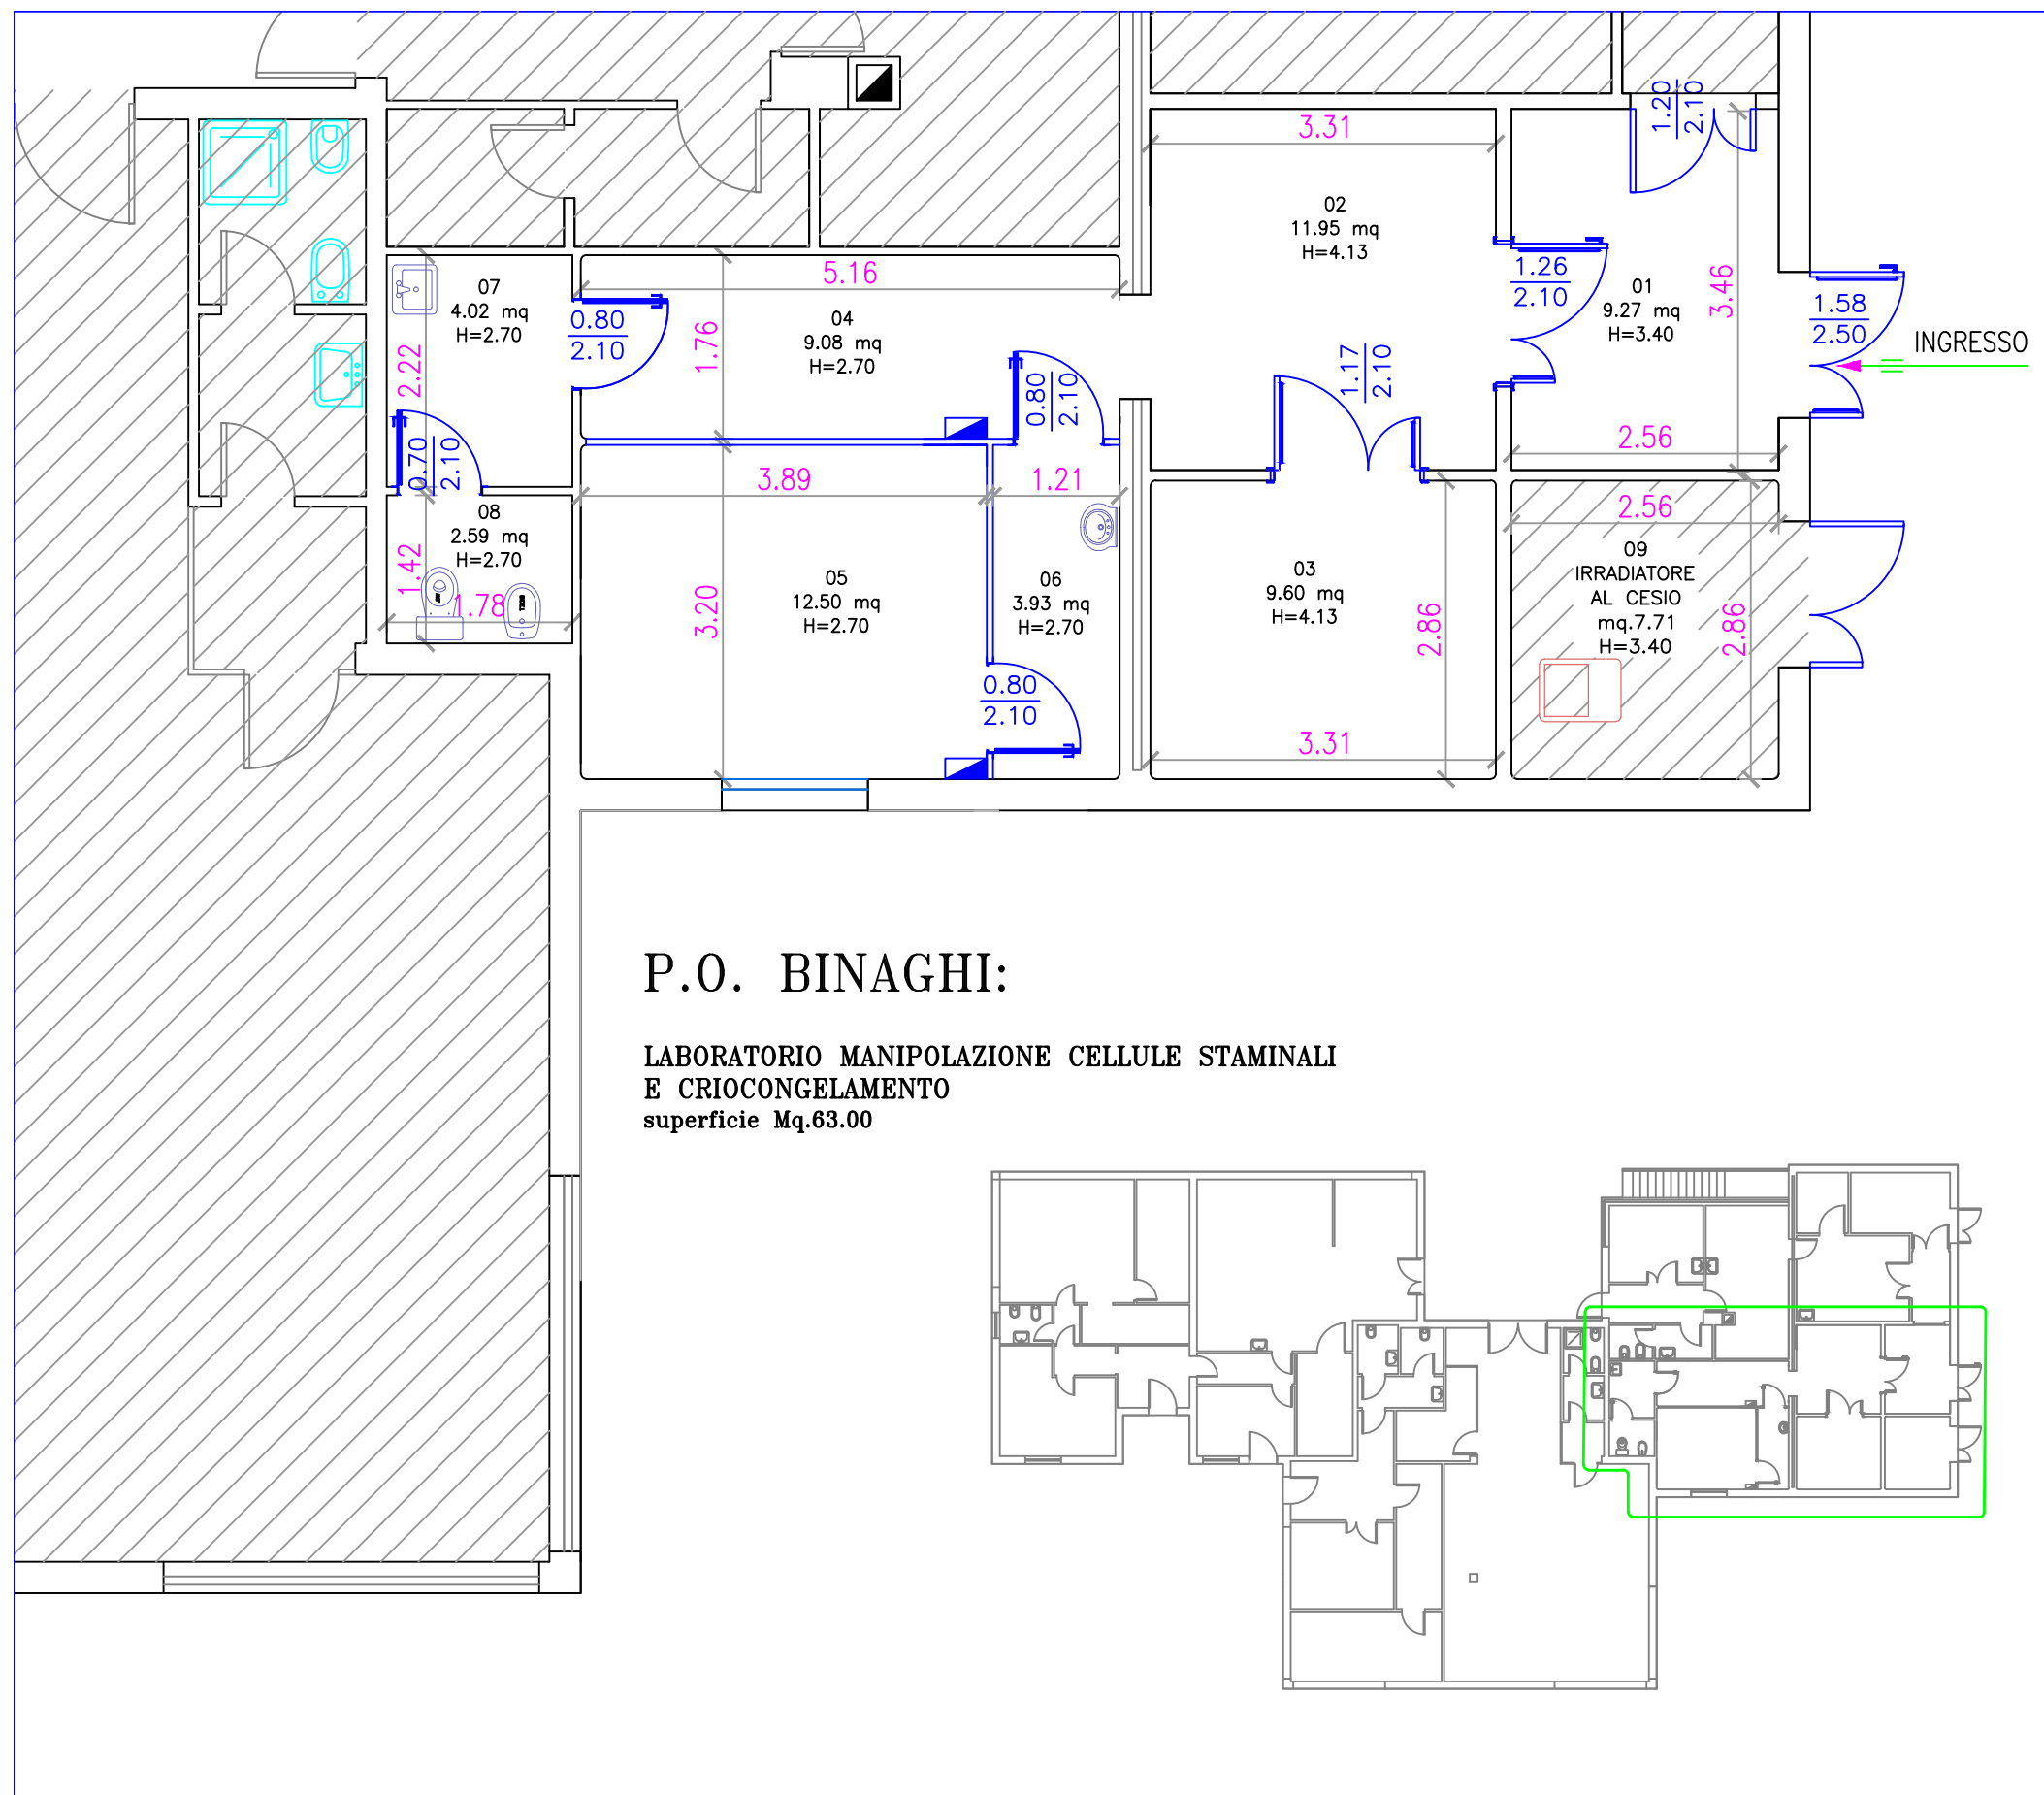 1.20
2.10
3.31
02
11.95 mq
H=4.13
5.16
07
4.02 mq
H=2.70
0.80
2.10
04
9.08 mq
H=2.70
1.76
2.22
1.26
2.10
01
9.27 mq
H=3.40
3.46
1.58
2.50
INGRESSO
0.80
2.10
1.17
2.10
0.70
2.10
3.89
1.21
2.56
2.56
08
2.59 mq
H=2.70
1.42
1.78
05
12.50 mq
H=2.70
3.20
06
3.93 mq
H=2.70
03
9.60 mq
H=4.13
2.86
09
IRRADIATORE
AL CESIO
mq.7.71
H=3.40
2.86
0.80
2.10
3.31
P.O. BINAGHI:
LABORATORIO MANIPOLAZIONE CELLULE STAMINALI
E CRIOCONGELAMENTO
superficie Mq.63.00